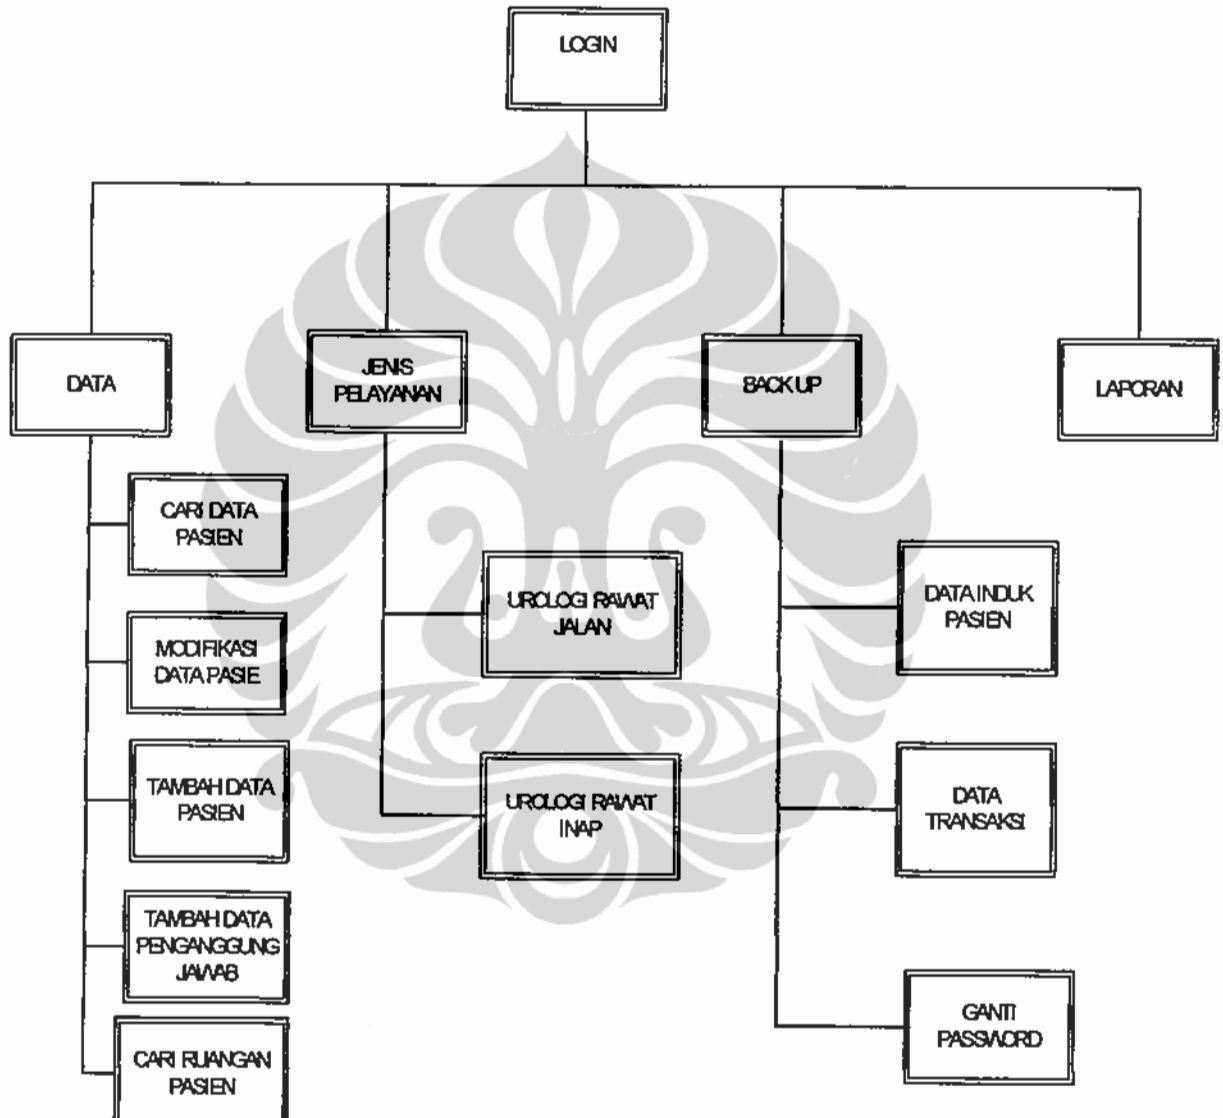 LOGIN
DATA
JENIS
PELAYANAN
BACK UP
LAPORAN
CARI DATA
PASIEN
MODIFIKASI
DATA PASIE
TAMBAH DATA
PASIEN
TAMBAH DATA
PENGANGGUNG
JAWAB
CARI RUANGAN
PASIEN
UROLOGI RAWAT
JALAN
UROLOGI RAWAT
INAP
DATA INDUK
PASIEN
DATA
TRANSAKSI
GANTI
PASSWORD